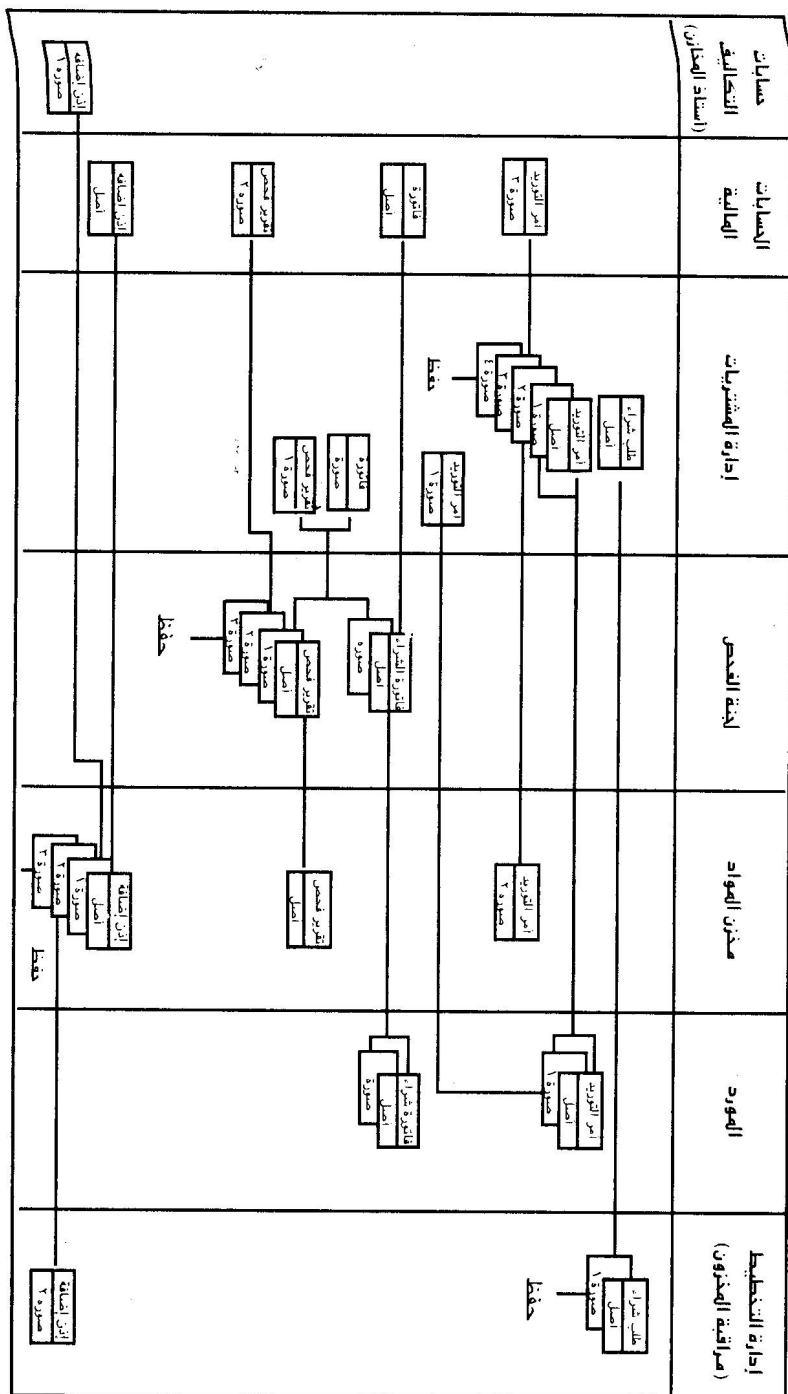 إدارة التخطيط
(مراقبة المخزون)
المورد
مخزن المواد
لجنة الفحص
إدارة المشتريات
الحسابات
المالية
حسابات
التكاليف
(أستاذ المخازن)
طلب شراء
أصل
صورة ١
حفظ
طلب شراء
أصل
أمر التوريد
أصل
صورة ١
صورة ٢
صورة ٣
صورة ٤
حفظ
أمر التوريد
أصل
صورة ١
أمر التوريد
صورة ٢
أمر التوريد
صورة ٣
أمر التوريد
صورة ١
فاتورة شراء
أصل
صورة
فاتورة الشراء
أصل
صورة
فاتورة
أصل
فاتورة
صورة
تقرير فحص
صورة ١
تقرير فحص
أصل
صورة ١
صورة ٢
صورة ٣
حفظ
تقرير فحص
أصل
تقرير فحص
صورة ٢
إذن إضافة
أصل
صورة ١
صورة ٢
صورة ٣
حفظ
إذن إضافة
أصل
إذن إضافه
صوره ١
إذن إضافة
صورة ٢